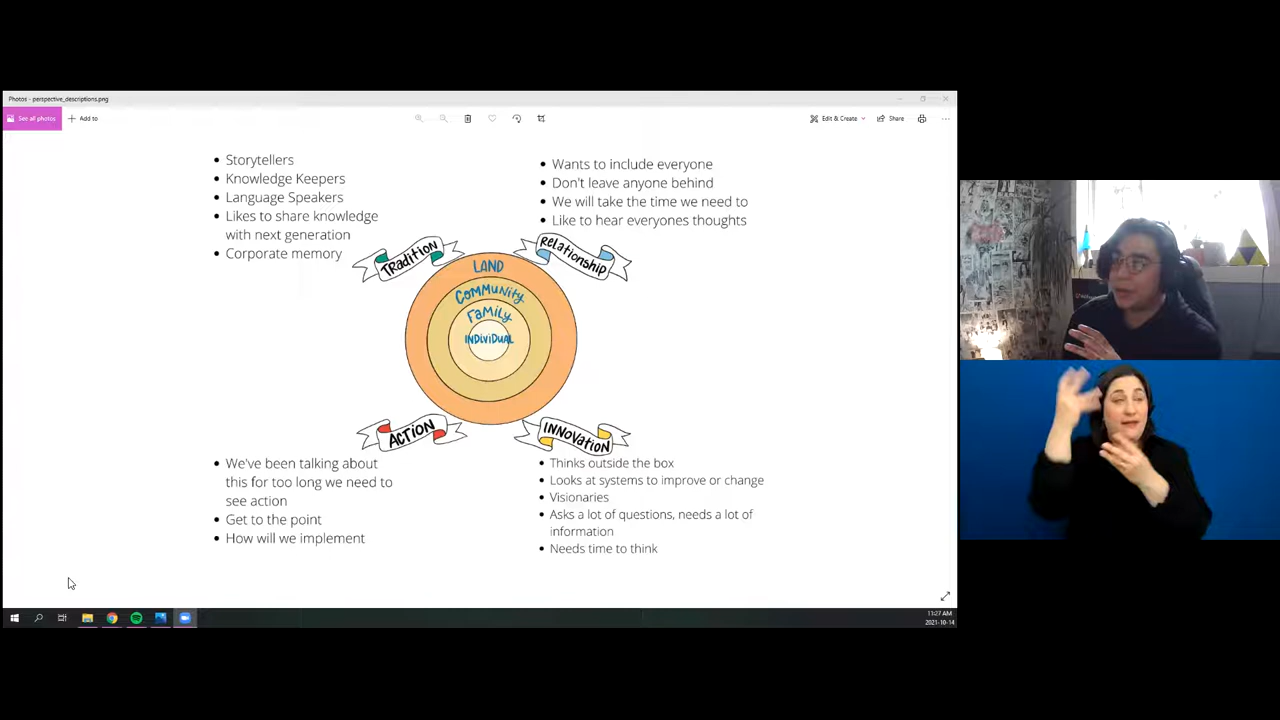 Photos - perspective_descriptions.png
See all photos
Add to
Edit & Create
Share
Storytellers
Knowledge Keepers
Language Speakers
Likes to share knowledge
with next generation
Corporate memory
Wants to include everyone
Don't leave anyone behind
We will take the time we need to
Like to hear everyones thoughts
TRadition
RelationShip
LAND
COMMUNITY
FAMILY
INDIVIDUAL
ACTION
INNOVATION
We've been talking about
this for too long we need to
see action
Get to the point
How will we implement
Thinks outside the box
Looks at systems to improve or change
Visionaries
Asks a lot of questions, needs a lot of
information
Needs time to think
11:27 AM
2021-10-14